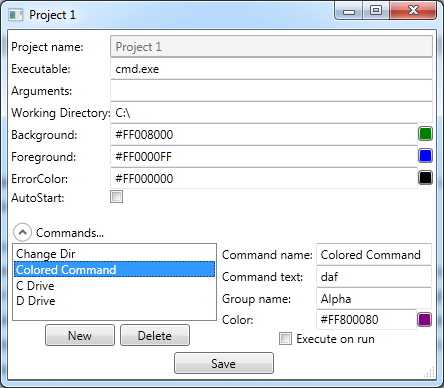 Project 1
Project name: Project 1
Executable: cmd.exe
Arguments:
Working Directory: C:\
Background: #FF008000
Foreground: #FF0000FF
ErrorColor: #FF000000
AutoStart:
Commands...
Change Dir
Colored Command
C Drive
D Drive
New Delete
Command name: Colored Command
Command text: daf
Group name: Alpha
Color: #FF800080
Execute on run
Save